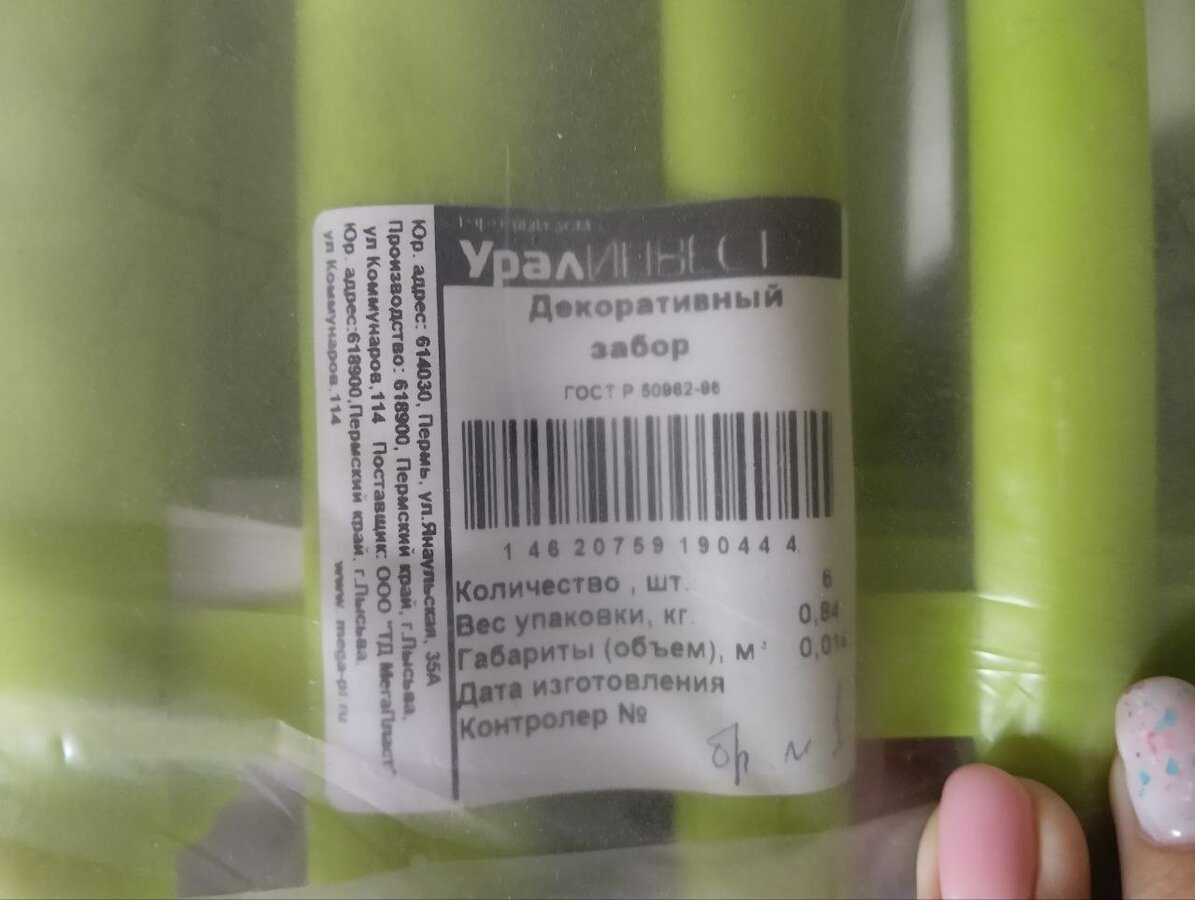 УралИНВЕСТ
Декоративный
забор
ГОСТ Р 50962-96
1 46 20759 19044 4
Количество , шт. 6
Вес упаковки, кг. 0,84
Габариты (объем), м³
Дата изготовления
Контролер №
бр. м
Юр. адрес: 614030, Пермь, ул.Янаульская, 35А
Производство: 618900, Пермский край, г.Лысьва,
ул Коммунаров,114 Поставщик: ООО "ТД МегаПласт"
Юр. адрес:618900,Пермский край, г.Лысьва,
ул Коммунаров,114 www. mega-pl ru